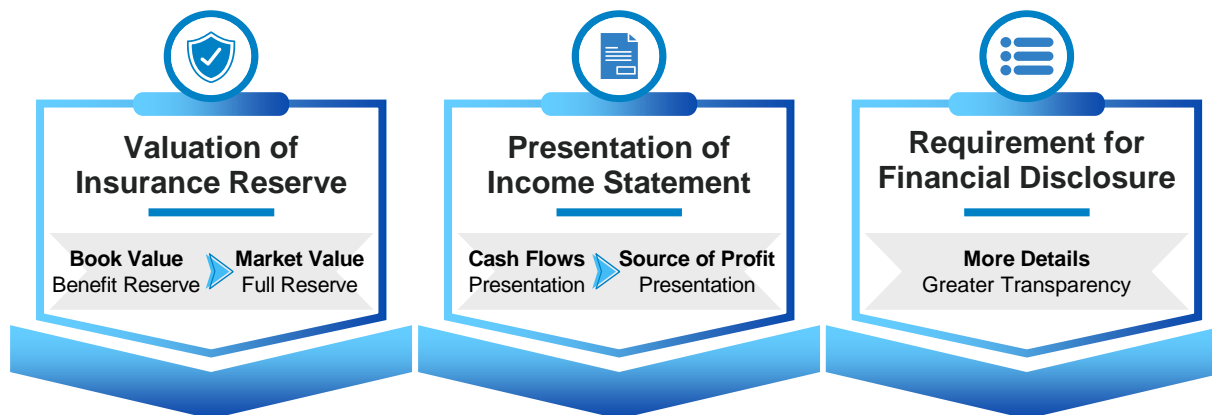 Valuation of
Insurance Reserve
Book Value
Benefit Reserve
Market Value
Full Reserve
Presentation of
Income Statement
Cash Flows
Presentation
Source of Profit
Presentation
Requirement for
Financial Disclosure
More Details
Greater Transparency